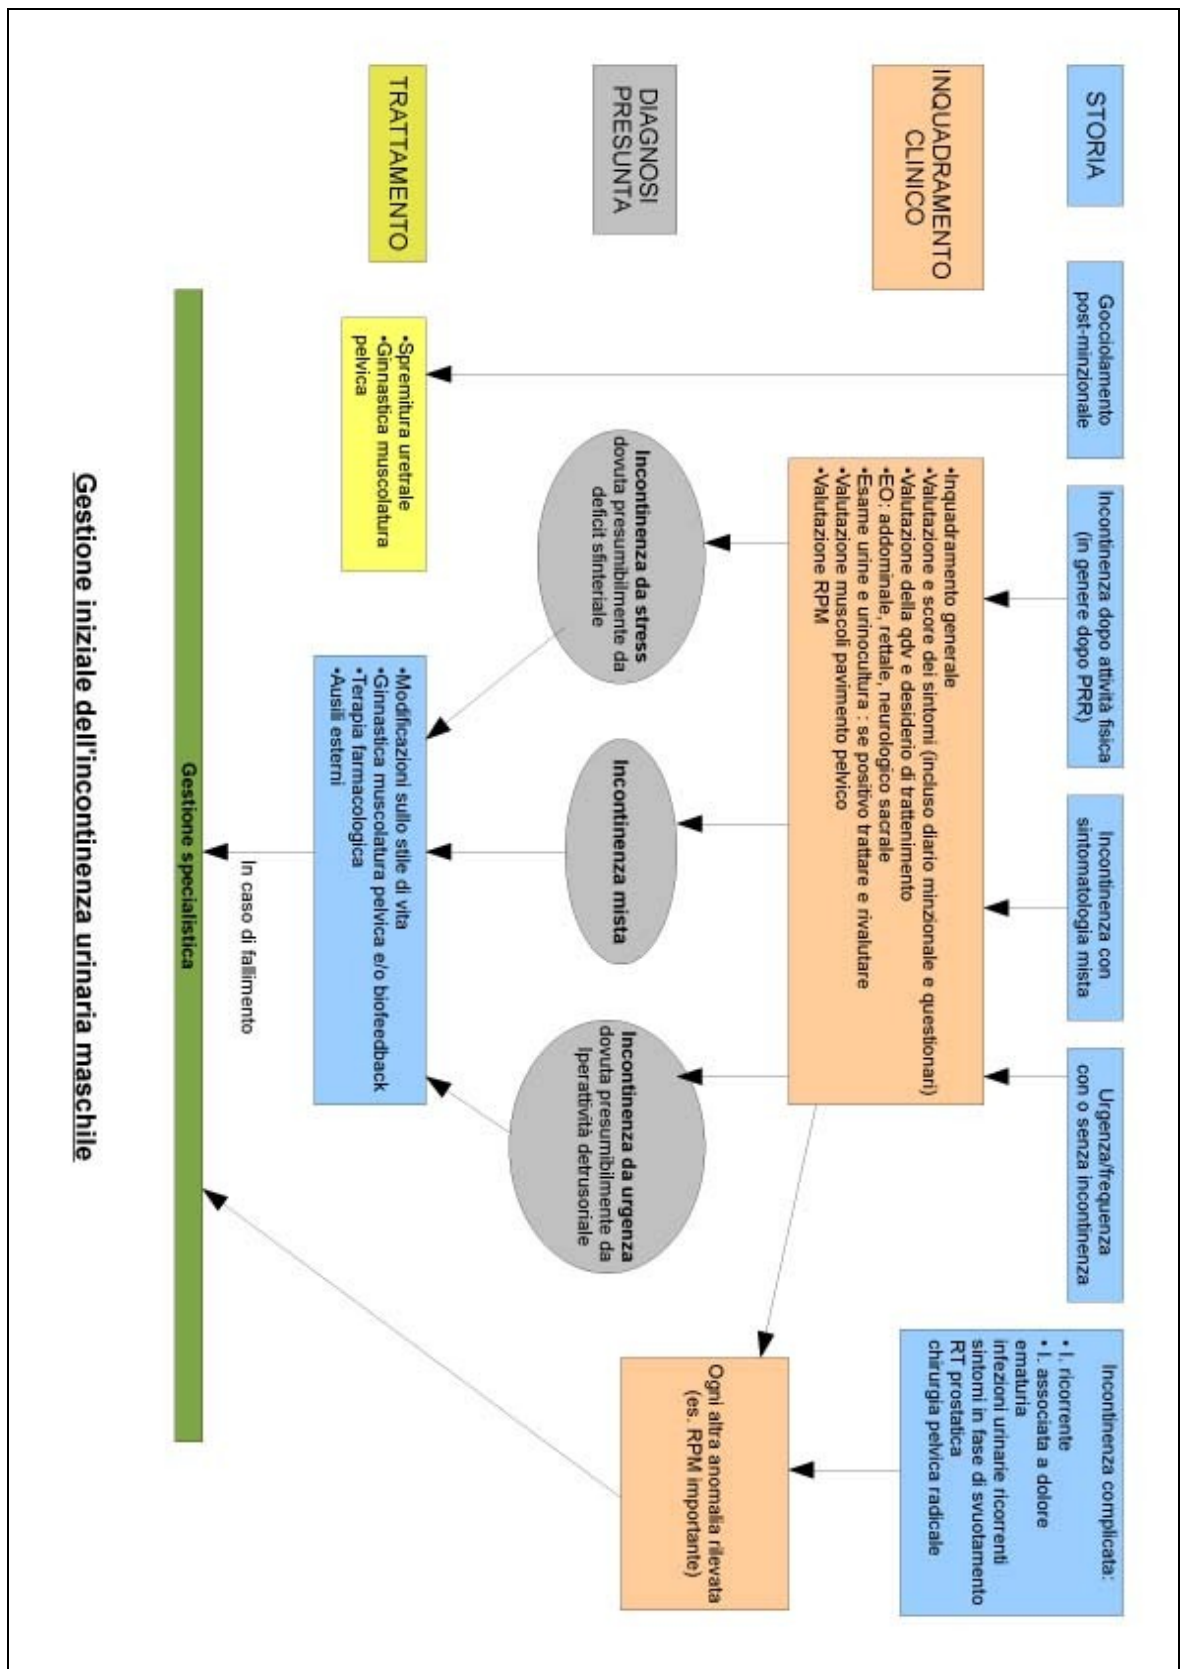 STORIA
Gocciolamento
post-minzionale
Incontinenza dopo attività fisica
(in genere dopo PRR)
Incontinenza con
sintomatologia mista
Urgenza/frequenza
con o senza incontinenza
Incontinenza complicata:
• I. ricorrente
• I. associata a dolore
ematuria
infezioni urinarie ricorrenti
sintomi in fase di svuotamento
RT prostatica
chirurgia pelvica radicale
INQUADRAMENTO
CLINICO
•Inquadramento generale
•Valutazione e score dei sintomi (incluso diario minzionale e questionari)
•Valutazione della qdv e desiderio di trattenimento
•EO: addominale, rettale, neurologico sacrale
•Esame urine e urinocultura : se positivo trattare e rivalutare
•Valutazione muscoli pavimento pelvico
•Valutazione RPM
Ogni altra anomalia rilevata
(es. RPM importante)
DIAGNOSI
PRESUNTA
Incontinenza da stress
dovuta presumibilmente da
deficit sfinteriale
Incontinenza mista
Incontinenza da urgenza
dovuta presumibilmente da
Iperattività detrusoriale
TRATTAMENTO
•Spremitura uretrale
•Ginnastica muscolatura
pelvica
•Modificazioni sullo stile di vita
•Ginnastica muscolatura pelvica e/o biofeedback
•Terapia farmacologica
•Ausili esterni
In caso di fallimento
Gestione specialistica
Gestione iniziale dell'incontinenza urinaria maschile